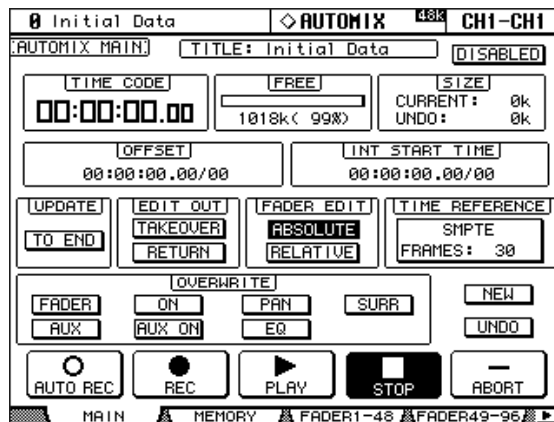 0 Initial Data ◇AUTOMIX 48k CH1-CH1
AUTOMIX MAIN TITLE: Initial Data DISABLED
TIME CODE FREE SIZE
00:00:00.00 1018k( 99%) CURRENT: 0k
UNDO: 0k
OFFSET INT START TIME
00:00:00.00/00 00:00:00.00/00
UPDATE EDIT OUT FADER EDIT TIME REFERENCE
TO END TAKEOVER ABSOLUTE SMPTE
RETURN RELATIVE FRAMES: 30
OVERWRITE
FADER ON PAN SURR NEW
AUX AUX ON EQ UNDO
AUTO REC REC PLAY STOP ABORT
MAIN MEMORY FADER1-48 FADER49-96